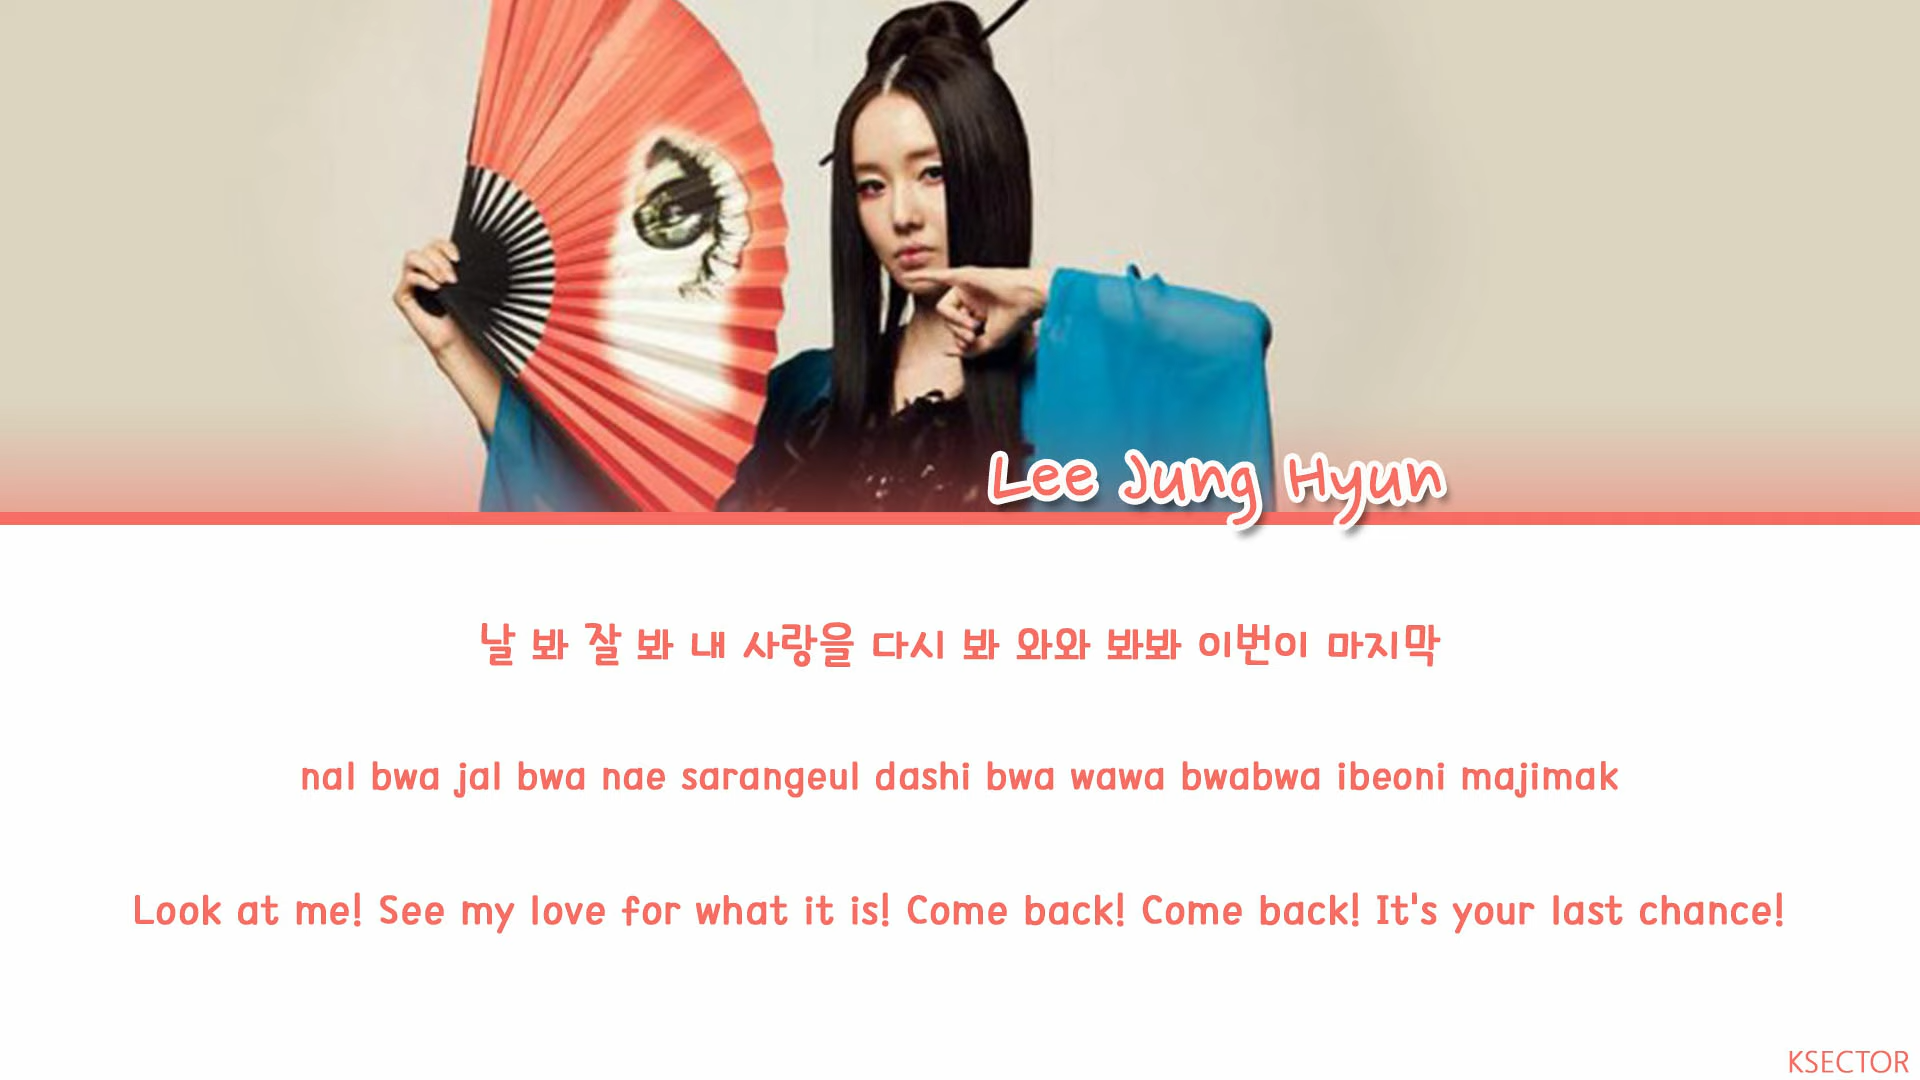 Lee Jung Hyun
날 봐 잘 봐 내 사랑을 다시 봐 와와 봐봐 이번이 마지막
nal bwa jal bwa nae sarangeul dashi bwa wawa bwabwa ibeoni majimak
Look at me! See my love for what it is! Come back! Come back! It's your last chance!
KSECTOR